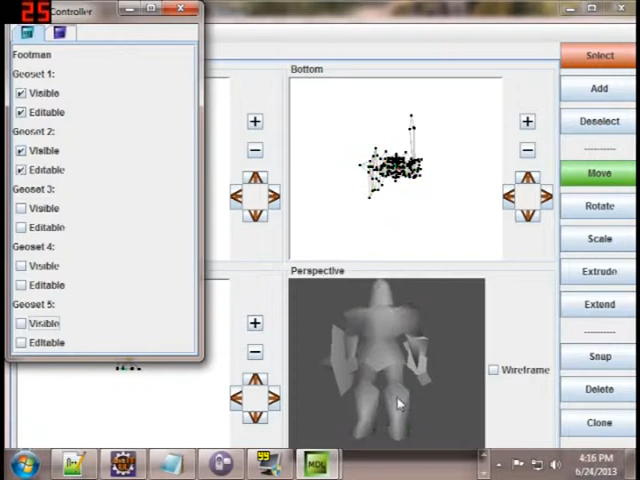 25
Controller
Footman
Geoset 1:
Visible
Editable
Geoset 2:
Visible
Editable
Geoset 3:
Visible
Editable
Geoset 4:
Visible
Editable
Geoset 5:
Visible
Editable
Bottom
+
−
+
−
Perspective
+
−
Wireframe
Select
Add
Deselect
----------
Move
Rotate
Scale
Extrude
Extend
----------
Snap
Delete
Clone
99
MDL
4:16 PM
6/24/2013